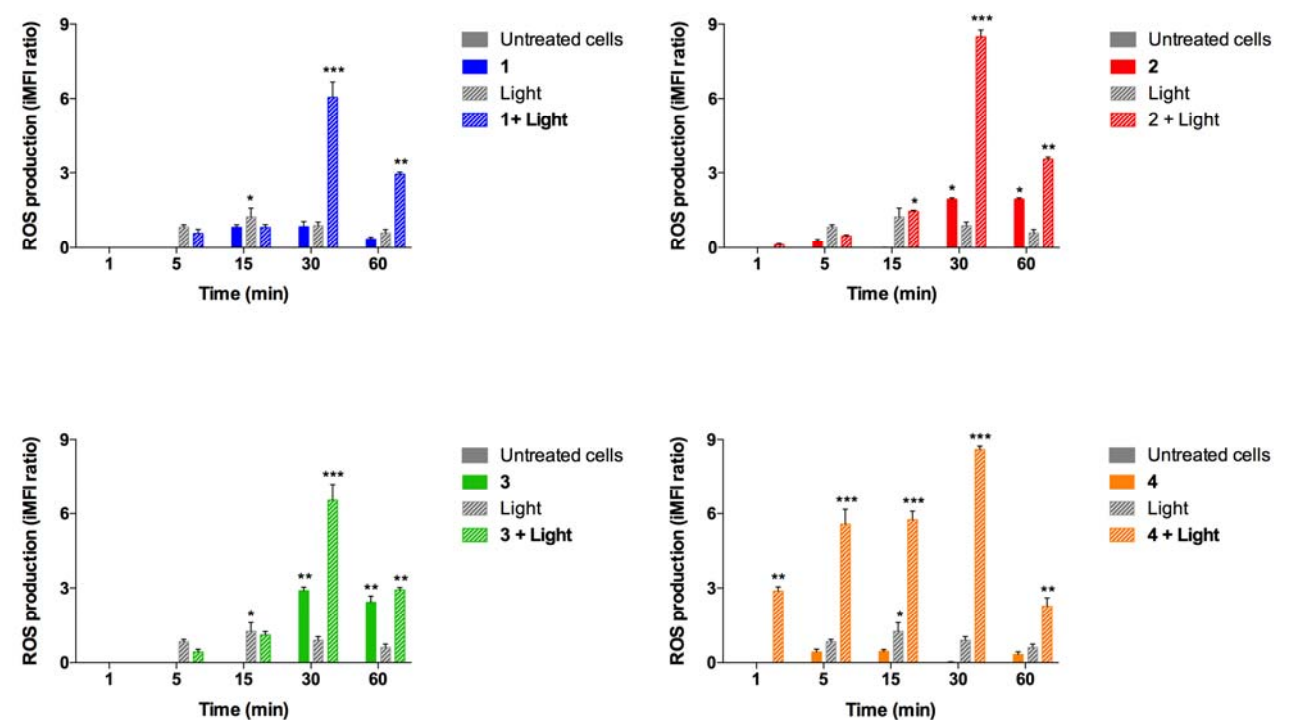 ROS production (iMFI ratio)
9
6
3
0
***
**
*
1 5 15 30 60
Time (min)
Untreated cells
1
Light
1+ Light
ROS production (iMFI ratio)
9
6
3
0
***
**
*
*
*
1 5 15 30 60
Time (min)
Untreated cells
2
Light
2 + Light
ROS production (iMFI ratio)
9
6
3
0
***
** ** **
*
1 5 15 30 60
Time (min)
Untreated cells
3
Light
3 + Light
ROS production (iMFI ratio)
9
6
3
0
***
*** ***
** **
*
1 5 15 30 60
Time (min)
Untreated cells
4
Light
4 + Light